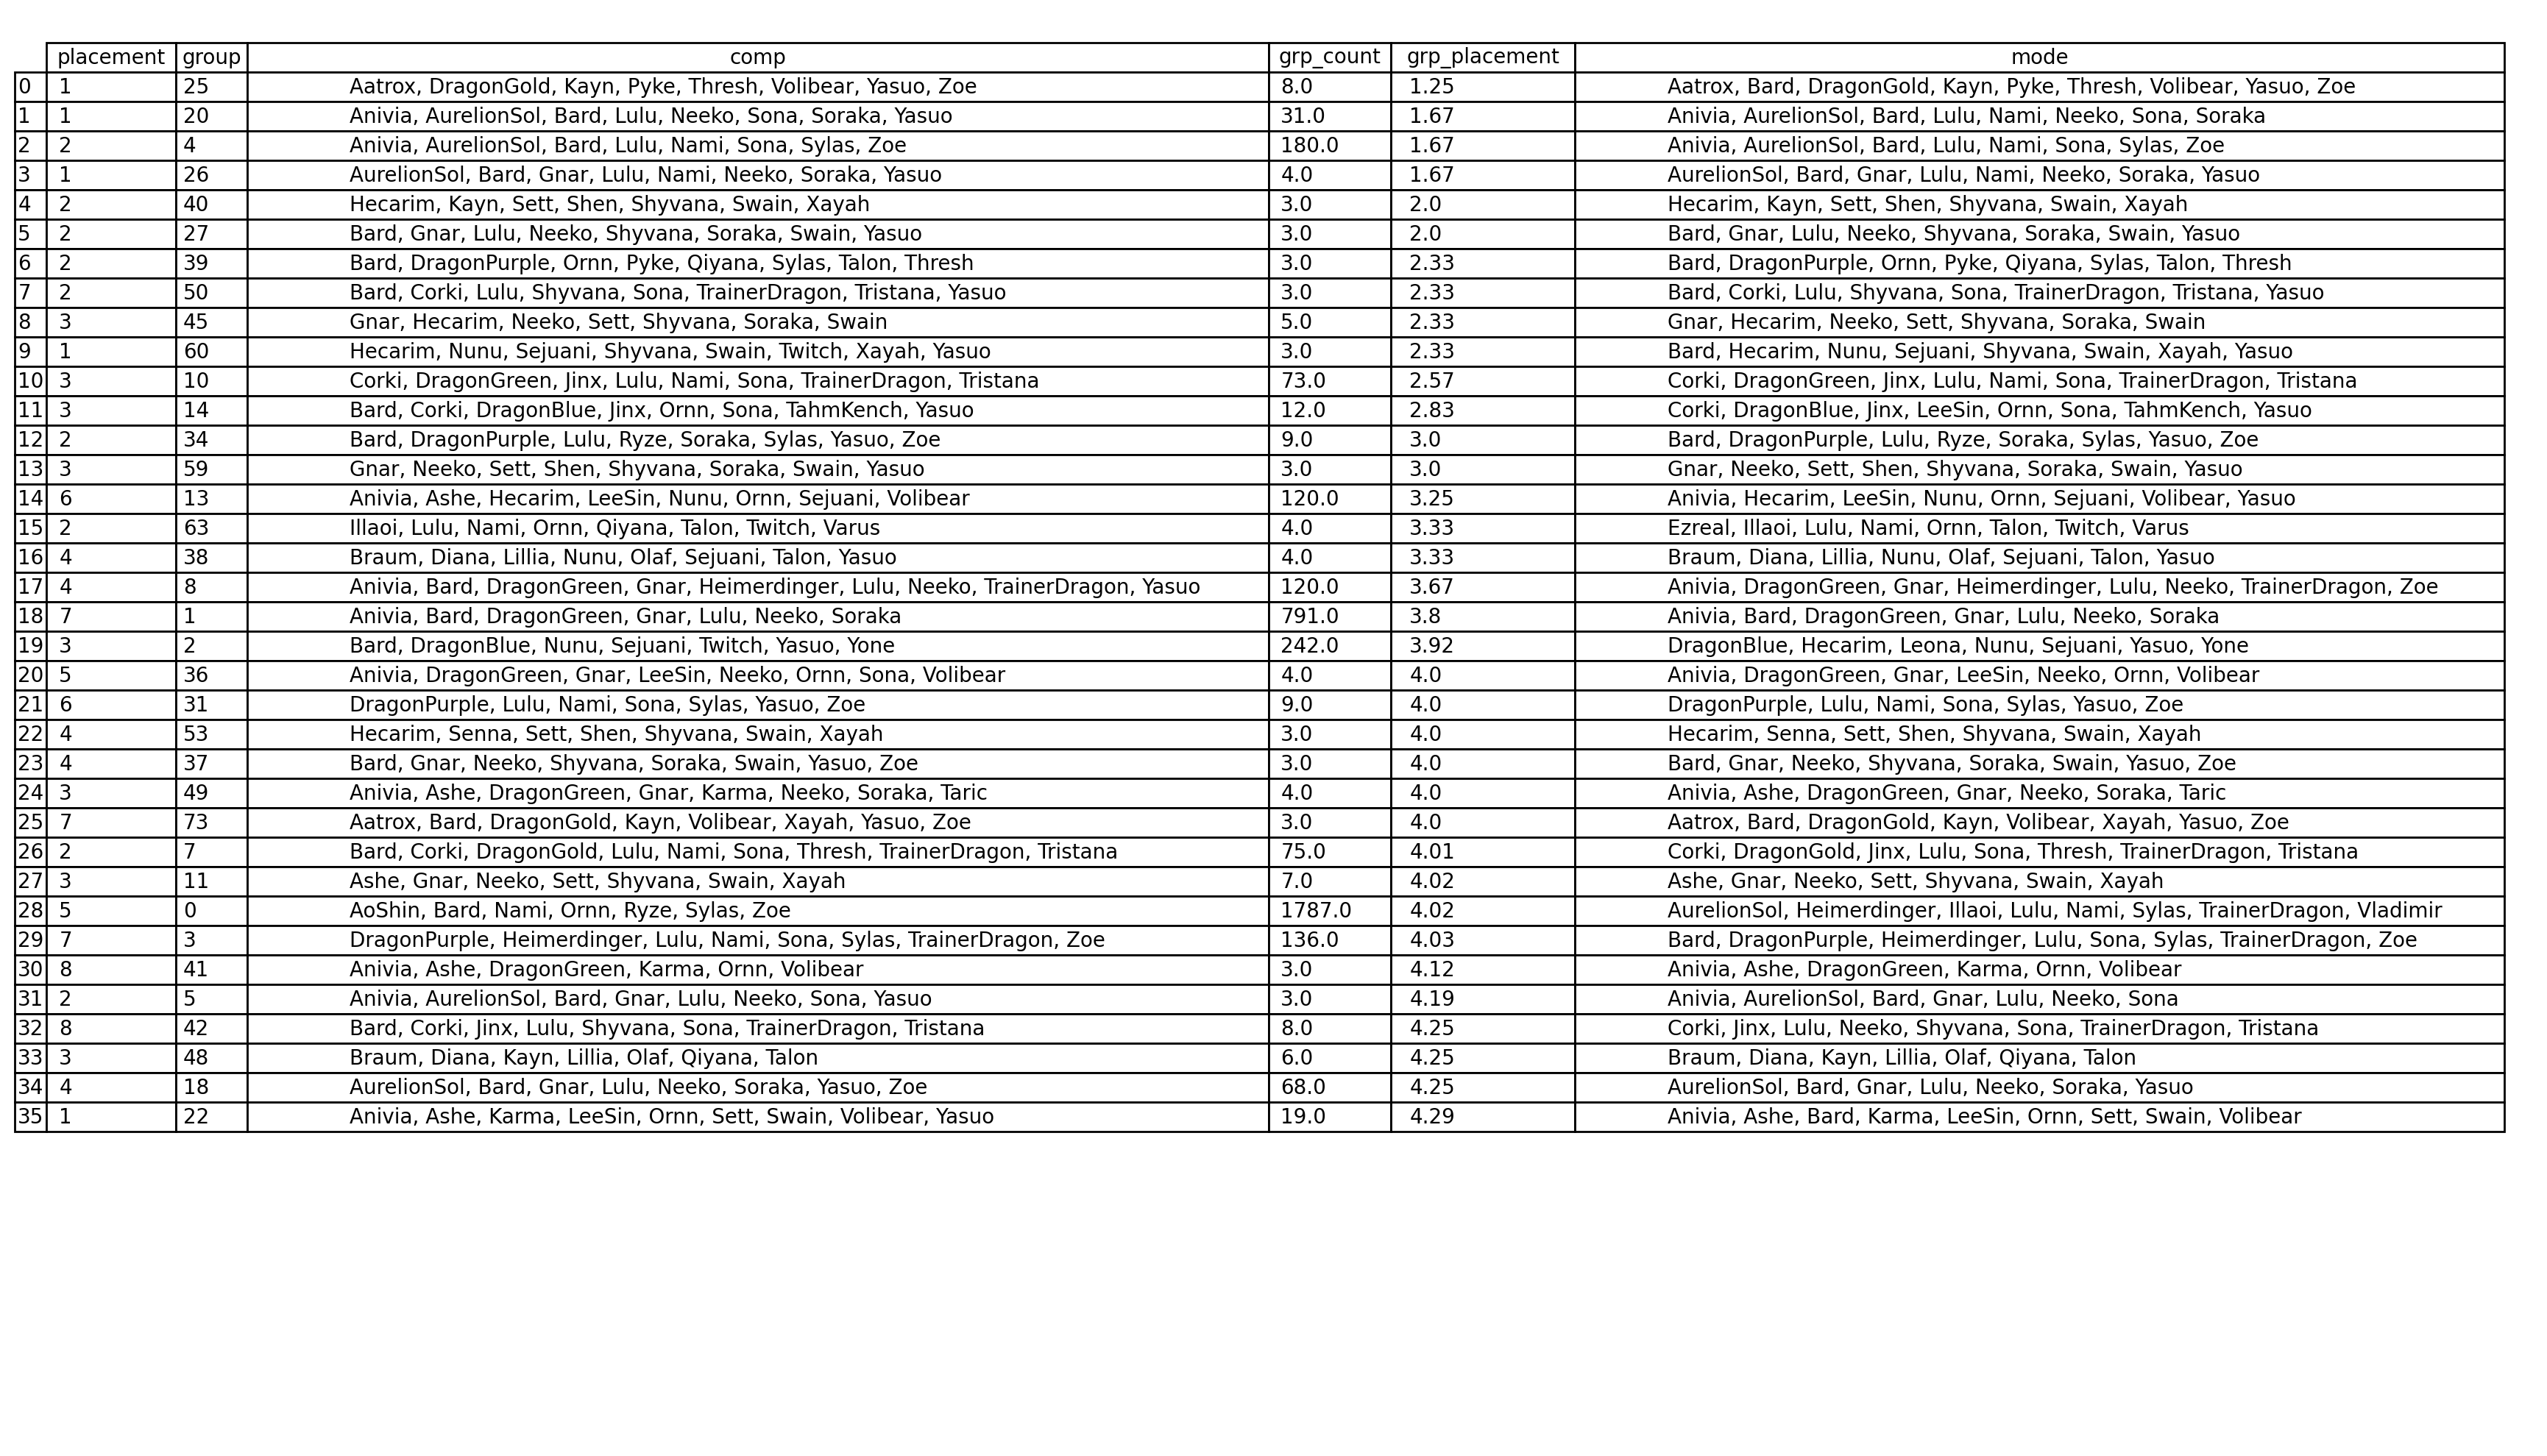 placement group comp grp_count grp_placement mode
0 1 25 Aatrox, DragonGold, Kayn, Pyke, Thresh, Volibear, Yasuo, Zoe 8.0 1.25 Aatrox, Bard, DragonGold, Kayn, Pyke, Thresh, Volibear, Yasuo, Zoe
1 1 20 Anivia, AurelionSol, Bard, Lulu, Neeko, Sona, Soraka, Yasuo 31.0 1.67 Anivia, AurelionSol, Bard, Lulu, Nami, Neeko, Sona, Soraka
2 2 4 Anivia, AurelionSol, Bard, Lulu, Nami, Sona, Sylas, Zoe 180.0 1.67 Anivia, AurelionSol, Bard, Lulu, Nami, Sona, Sylas, Zoe
3 1 26 AurelionSol, Bard, Gnar, Lulu, Nami, Neeko, Soraka, Yasuo 4.0 1.67 AurelionSol, Bard, Gnar, Lulu, Nami, Neeko, Soraka, Yasuo
4 2 40 Hecarim, Kayn, Sett, Shen, Shyvana, Swain, Xayah 3.0 2.0 Hecarim, Kayn, Sett, Shen, Shyvana, Swain, Xayah
5 2 27 Bard, Gnar, Lulu, Neeko, Shyvana, Soraka, Swain, Yasuo 3.0 2.0 Bard, Gnar, Lulu, Neeko, Shyvana, Soraka, Swain, Yasuo
6 2 39 Bard, DragonPurple, Ornn, Pyke, Qiyana, Sylas, Talon, Thresh 3.0 2.33 Bard, DragonPurple, Ornn, Pyke, Qiyana, Sylas, Talon, Thresh
7 2 50 Bard, Corki, Lulu, Shyvana, Sona, TrainerDragon, Tristana, Yasuo 3.0 2.33 Bard, Corki, Lulu, Shyvana, Sona, TrainerDragon, Tristana, Yasuo
8 3 45 Gnar, Hecarim, Neeko, Sett, Shyvana, Soraka, Swain 5.0 2.33 Gnar, Hecarim, Neeko, Sett, Shyvana, Soraka, Swain
9 1 60 Hecarim, Nunu, Sejuani, Shyvana, Swain, Twitch, Xayah, Yasuo 3.0 2.33 Bard, Hecarim, Nunu, Sejuani, Shyvana, Swain, Xayah, Yasuo
10 3 10 Corki, DragonGreen, Jinx, Lulu, Nami, Sona, TrainerDragon, Tristana 73.0 2.57 Corki, DragonGreen, Jinx, Lulu, Nami, Sona, TrainerDragon, Tristana
11 3 14 Bard, Corki, DragonBlue, Jinx, Ornn, Sona, TahmKench, Yasuo 12.0 2.83 Corki, DragonBlue, Jinx, LeeSin, Ornn, Sona, TahmKench, Yasuo
12 2 34 Bard, DragonPurple, Lulu, Ryze, Soraka, Sylas, Yasuo, Zoe 9.0 3.0 Bard, DragonPurple, Lulu, Ryze, Soraka, Sylas, Yasuo, Zoe
13 3 59 Gnar, Neeko, Sett, Shen, Shyvana, Soraka, Swain, Yasuo 3.0 3.0 Gnar, Neeko, Sett, Shen, Shyvana, Soraka, Swain, Yasuo
14 6 13 Anivia, Ashe, Hecarim, LeeSin, Nunu, Ornn, Sejuani, Volibear 120.0 3.25 Anivia, Hecarim, LeeSin, Nunu, Ornn, Sejuani, Volibear, Yasuo
15 2 63 Illaoi, Lulu, Nami, Ornn, Qiyana, Talon, Twitch, Varus 4.0 3.33 Ezreal, Illaoi, Lulu, Nami, Ornn, Talon, Twitch, Varus
16 4 38 Braum, Diana, Lillia, Nunu, Olaf, Sejuani, Talon, Yasuo 4.0 3.33 Braum, Diana, Lillia, Nunu, Olaf, Sejuani, Talon, Yasuo
17 4 8 Anivia, Bard, DragonGreen, Gnar, Heimerdinger, Lulu, Neeko, TrainerDragon, Yasuo 120.0 3.67 Anivia, DragonGreen, Gnar, Heimerdinger, Lulu, Neeko, TrainerDragon, Zoe
18 7 1 Anivia, Bard, DragonGreen, Gnar, Lulu, Neeko, Soraka 791.0 3.8 Anivia, Bard, DragonGreen, Gnar, Lulu, Neeko, Soraka
19 3 2 Bard, DragonBlue, Nunu, Sejuani, Twitch, Yasuo, Yone 242.0 3.92 DragonBlue, Hecarim, Leona, Nunu, Sejuani, Yasuo, Yone
20 5 36 Anivia, DragonGreen, Gnar, LeeSin, Neeko, Ornn, Sona, Volibear 4.0 4.0 Anivia, DragonGreen, Gnar, LeeSin, Neeko, Ornn, Volibear
21 6 31 DragonPurple, Lulu, Nami, Sona, Sylas, Yasuo, Zoe 9.0 4.0 DragonPurple, Lulu, Nami, Sona, Sylas, Yasuo, Zoe
22 4 53 Hecarim, Senna, Sett, Shen, Shyvana, Swain, Xayah 3.0 4.0 Hecarim, Senna, Sett, Shen, Shyvana, Swain, Xayah
23 4 37 Bard, Gnar, Neeko, Shyvana, Soraka, Swain, Yasuo, Zoe 3.0 4.0 Bard, Gnar, Neeko, Shyvana, Soraka, Swain, Yasuo, Zoe
24 3 49 Anivia, Ashe, DragonGreen, Gnar, Karma, Neeko, Soraka, Taric 4.0 4.0 Anivia, Ashe, DragonGreen, Gnar, Neeko, Soraka, Taric
25 7 73 Aatrox, Bard, DragonGold, Kayn, Volibear, Xayah, Yasuo, Zoe 3.0 4.0 Aatrox, Bard, DragonGold, Kayn, Volibear, Xayah, Yasuo, Zoe
26 2 7 Bard, Corki, DragonGold, Lulu, Nami, Sona, Thresh, TrainerDragon, Tristana 75.0 4.01 Corki, DragonGold, Jinx, Lulu, Sona, Thresh, TrainerDragon, Tristana
27 3 11 Ashe, Gnar, Neeko, Sett, Shyvana, Swain, Xayah 7.0 4.02 Ashe, Gnar, Neeko, Sett, Shyvana, Swain, Xayah
28 5 0 AoShin, Bard, Nami, Ornn, Ryze, Sylas, Zoe 1787.0 4.02 AurelionSol, Heimerdinger, Illaoi, Lulu, Nami, Sylas, TrainerDragon, Vladimir
29 7 3 DragonPurple, Heimerdinger, Lulu, Nami, Sona, Sylas, TrainerDragon, Zoe 136.0 4.03 Bard, DragonPurple, Heimerdinger, Lulu, Sona, Sylas, TrainerDragon, Zoe
30 8 41 Anivia, Ashe, DragonGreen, Karma, Ornn, Volibear 3.0 4.12 Anivia, Ashe, DragonGreen, Karma, Ornn, Volibear
31 2 5 Anivia, AurelionSol, Bard, Gnar, Lulu, Neeko, Sona, Yasuo 3.0 4.19 Anivia, AurelionSol, Bard, Gnar, Lulu, Neeko, Sona
32 8 42 Bard, Corki, Jinx, Lulu, Shyvana, Sona, TrainerDragon, Tristana 8.0 4.25 Corki, Jinx, Lulu, Neeko, Shyvana, Sona, TrainerDragon, Tristana
33 3 48 Braum, Diana, Kayn, Lillia, Olaf, Qiyana, Talon 6.0 4.25 Braum, Diana, Kayn, Lillia, Olaf, Qiyana, Talon
34 4 18 AurelionSol, Bard, Gnar, Lulu, Neeko, Soraka, Yasuo, Zoe 68.0 4.25 AurelionSol, Bard, Gnar, Lulu, Neeko, Soraka, Yasuo
35 1 22 Anivia, Ashe, Karma, LeeSin, Ornn, Sett, Swain, Volibear, Yasuo 19.0 4.29 Anivia, Ashe, Bard, Karma, LeeSin, Ornn, Sett, Swain, Volibear